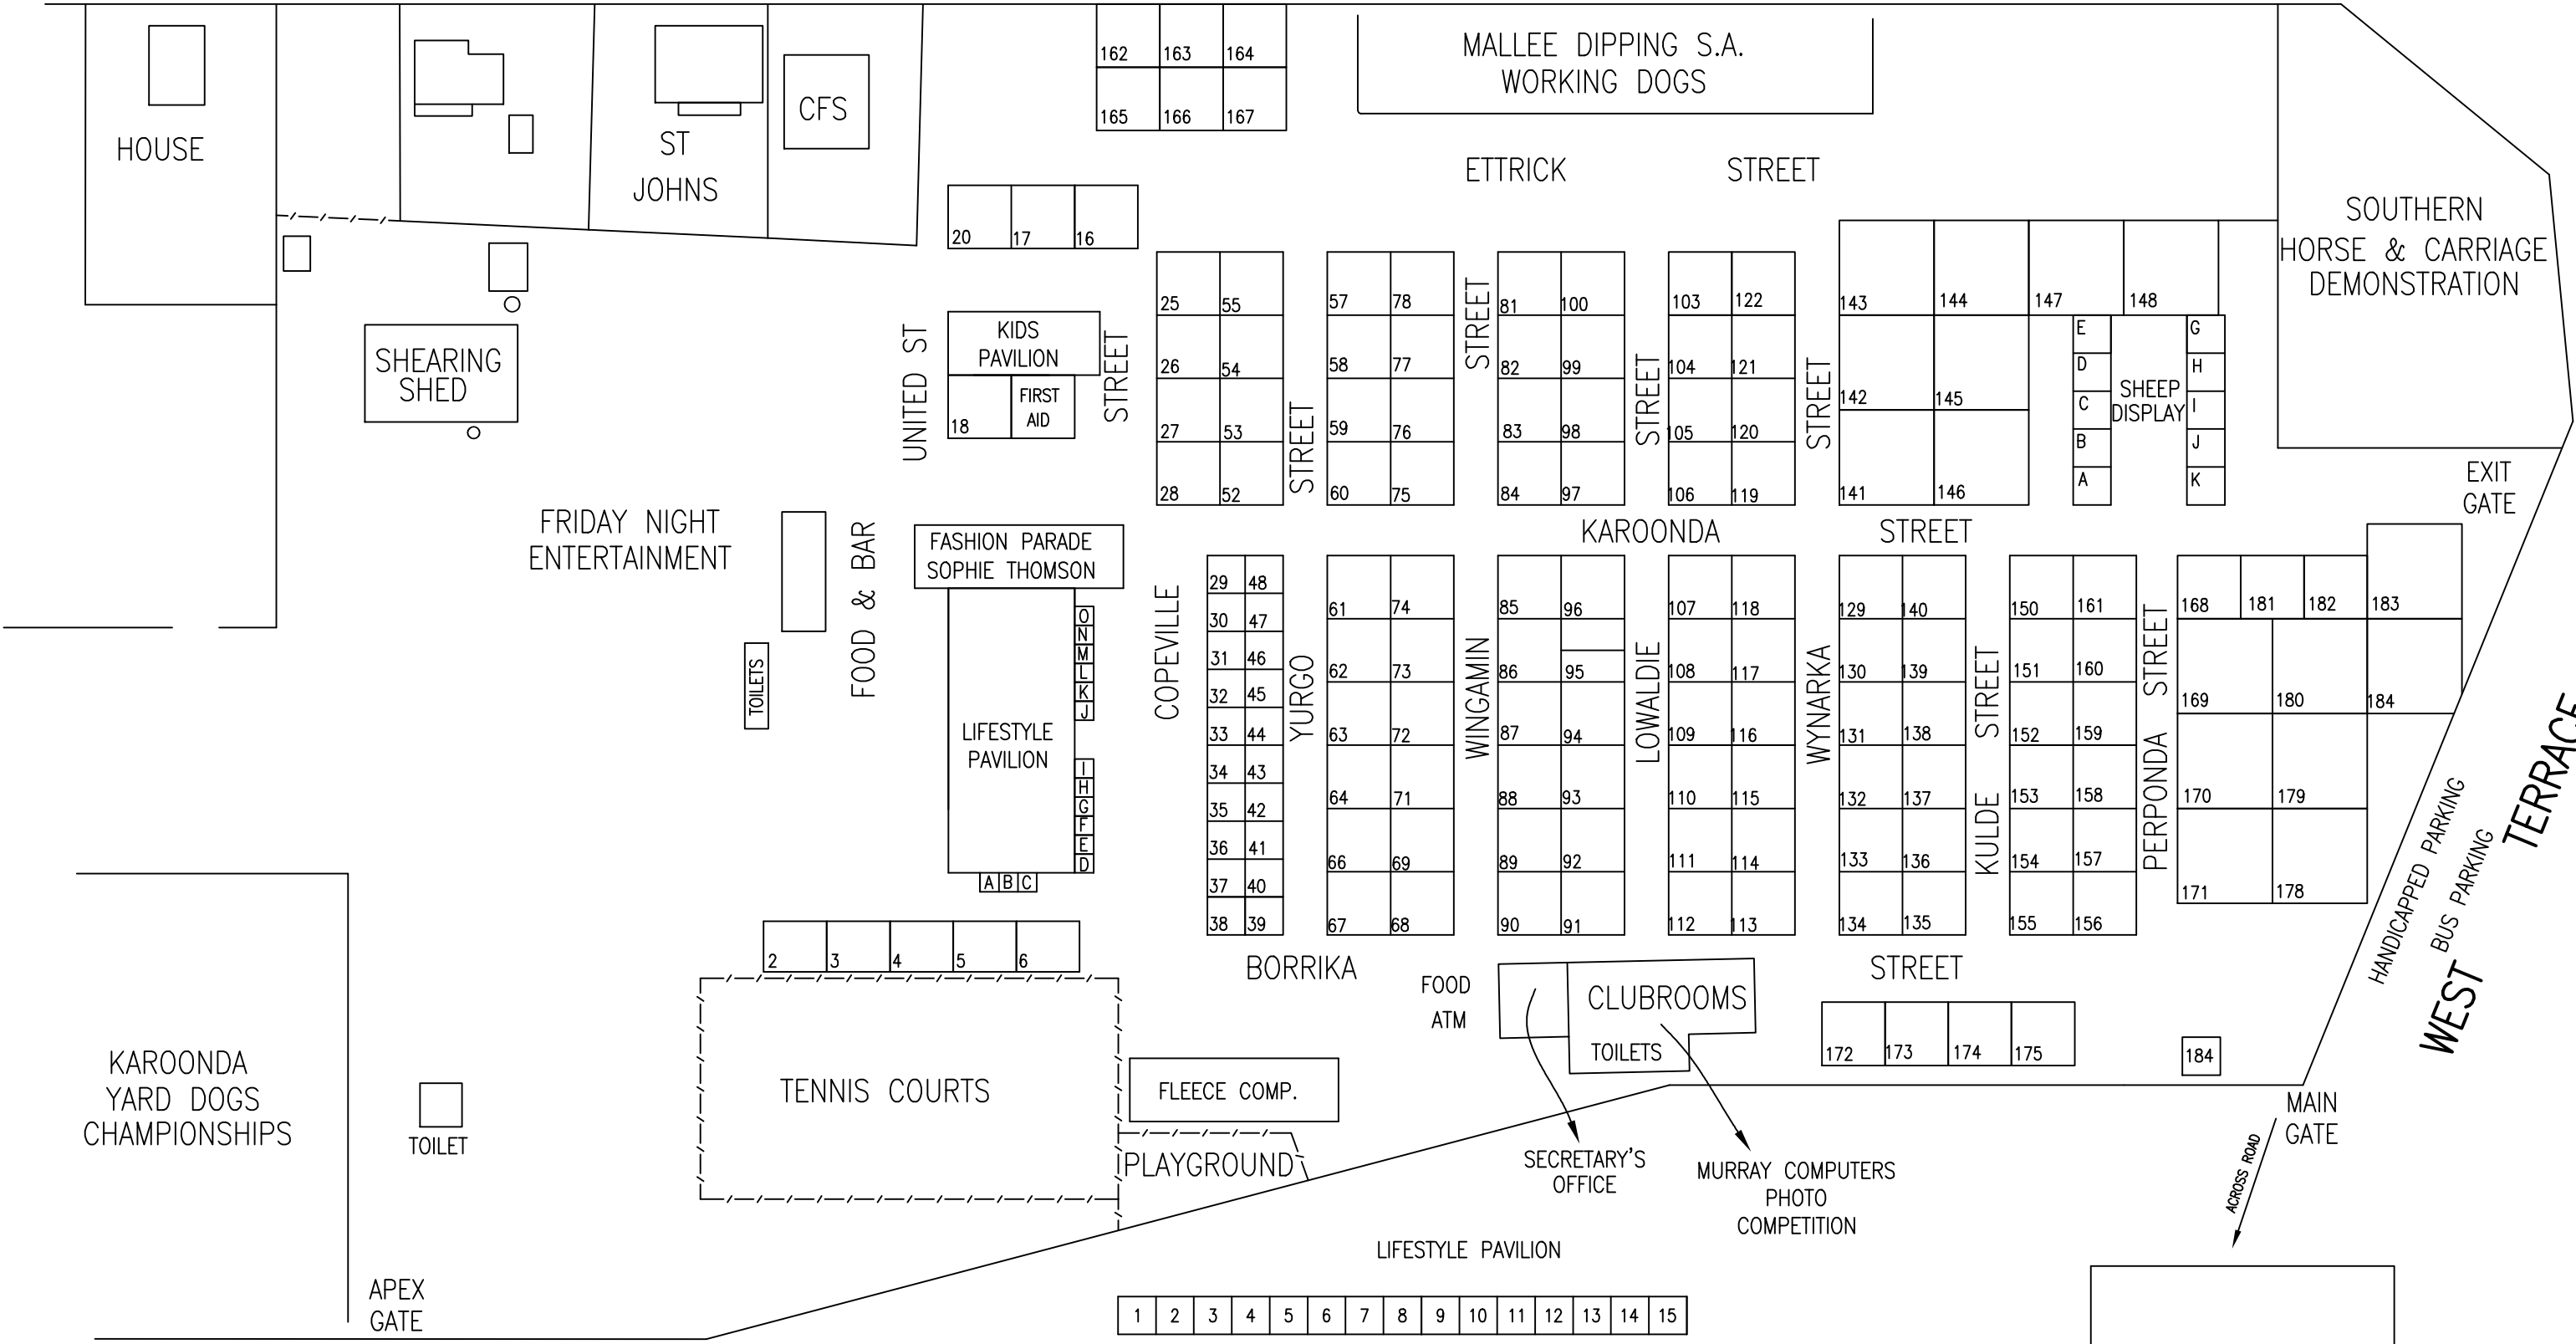 HOUSE
ST
JOHNS
CFS
162 163 164
165 166 167
MALLEE DIPPING S.A.
WORKING DOGS
ETTRICK STREET
SOUTHERN
HORSE & CARRIAGE
DEMONSTRATION
20 17 16
SHEARING
SHED
UNITED ST
KIDS
PAVILION
18
FIRST
AID
STREET
25 55
26 54
27 53
28 52
STREET
57 78
58 77
59 76
60 75
STREET
81 100
82 99
83 98
84 97
STREET
103 122
104 121
105 120
106 119
STREET
143 144 147 148
142 145
141 146
E
D
C
B
A
SHEEP
DISPLAY
G
H
I
J
K
EXIT
GATE
FRIDAY NIGHT
ENTERTAINMENT
FOOD & BAR
TOILETS
FASHION PARADE
SOPHIE THOMSON
KAROONDA STREET
LIFESTYLE
PAVILION
O
N
M
L
K
J
I
H
G
F
E
D
A B C
COPEVILLE
29 48
30 47
31 46
32 45
33 44
34 43
35 42
36 41
37 40
38 39
YURGO
61 74
62 73
63 72
64 71
66 69
67 68
WINGAMIN
85 96
86 95
87 94
88 93
89 92
90 91
LOWALDIE
107 118
108 117
109 116
110 115
111 114
112 113
WYNARKA
129 140
130 139
131 138
132 137
133 136
134 135
KULDE STREET
150 161
151 160
152 159
153 158
154 157
155 156
PERPONDA STREET
168 181 182 183
169 180 184
170 179
171 178
HANDICAPPED PARKING
BUS PARKING
WEST TERRACE
2 3 4 5 6
BORRIKA STREET
FOOD
ATM
CLUBROOMS
TOILETS
172 173 174 175
184
KAROONDA
YARD DOGS
CHAMPIONSHIPS
TOILET
TENNIS COURTS
FLEECE COMP.
PLAYGROUND
SECRETARY'S
OFFICE
MURRAY COMPUTERS
PHOTO
COMPETITION
MAIN
GATE
ACROSS ROAD
APEX
GATE
LIFESTYLE PAVILION
1 2 3 4 5 6 7 8 9 10 11 12 13 14 15